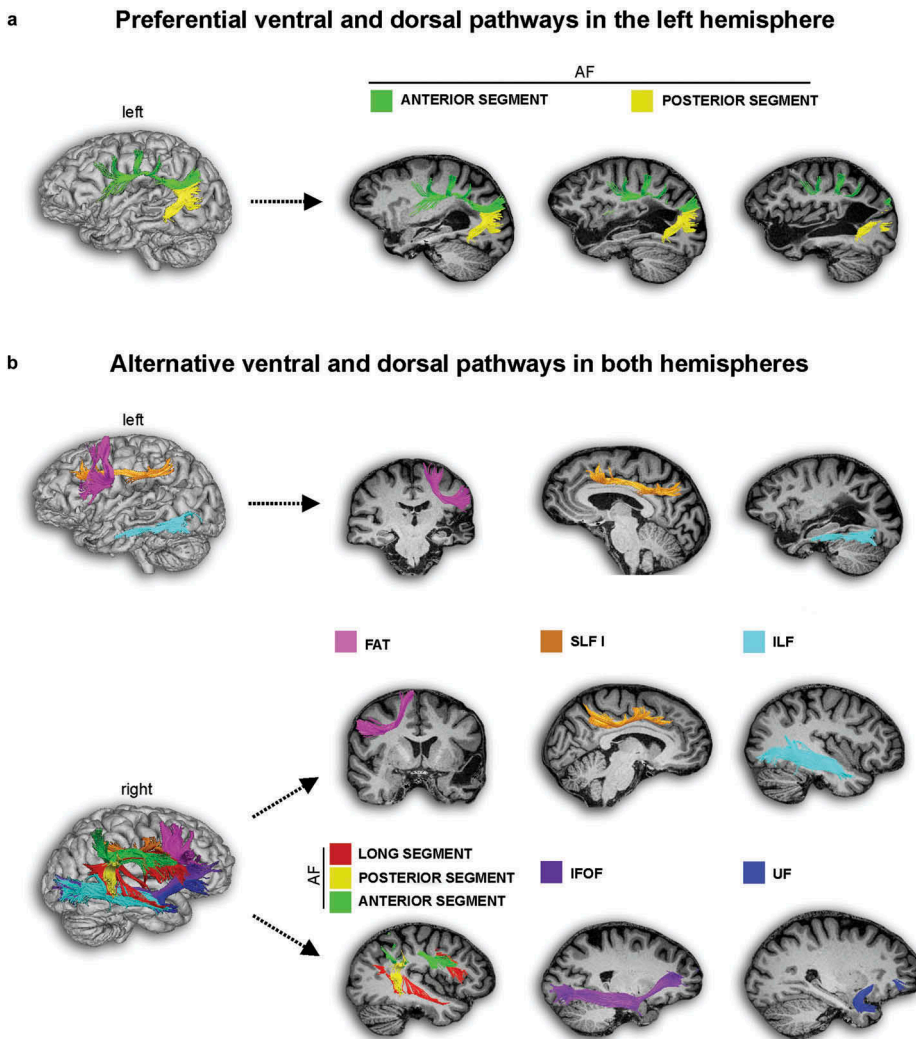 a Preferential ventral and dorsal pathways in the left hemisphere
AF
ANTERIOR SEGMENT POSTERIOR SEGMENT
left
b Alternative ventral and dorsal pathways in both hemispheres
left
FAT SLF I ILF
right
AF
LONG SEGMENT
POSTERIOR SEGMENT
ANTERIOR SEGMENT
IFOF UF